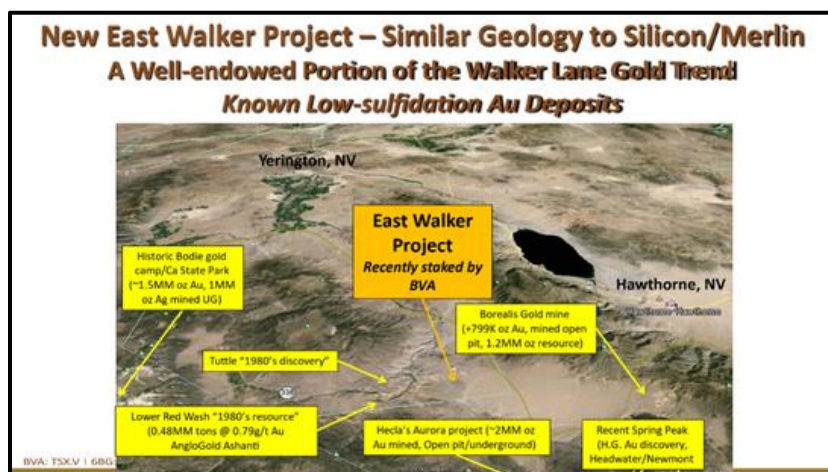 New East Walker Project – Similar Geology to Silicon/Merlin
A Well-endowed Portion of the Walker Lane Gold Trend
Known Low-sulfidation Au Deposits
Yerington, NV
East Walker
Project
Recently staked by
BVA
Historic Bodie gold
camp/Ca State Park
(~1.5MM oz Au, 1MM
oz Ag mined UG)
Hawthorne, NV
Hawthorne
Borealis Gold mine
(+799K oz Au, mined open
pit, 1.2MM oz resource)
Tuttle "1980's discovery"
Lower Red Wash "1980's resource"
(0.48MM tons @ 0.79g/t Au
AngloGold Ashanti
Hecla's Aurora project (~2MM oz
Au mined, Open pit/underground)
Recent Spring Peak
(H.G. Au discovery,
Headwater/Newmont
BVA: TSX.V | 6BG: